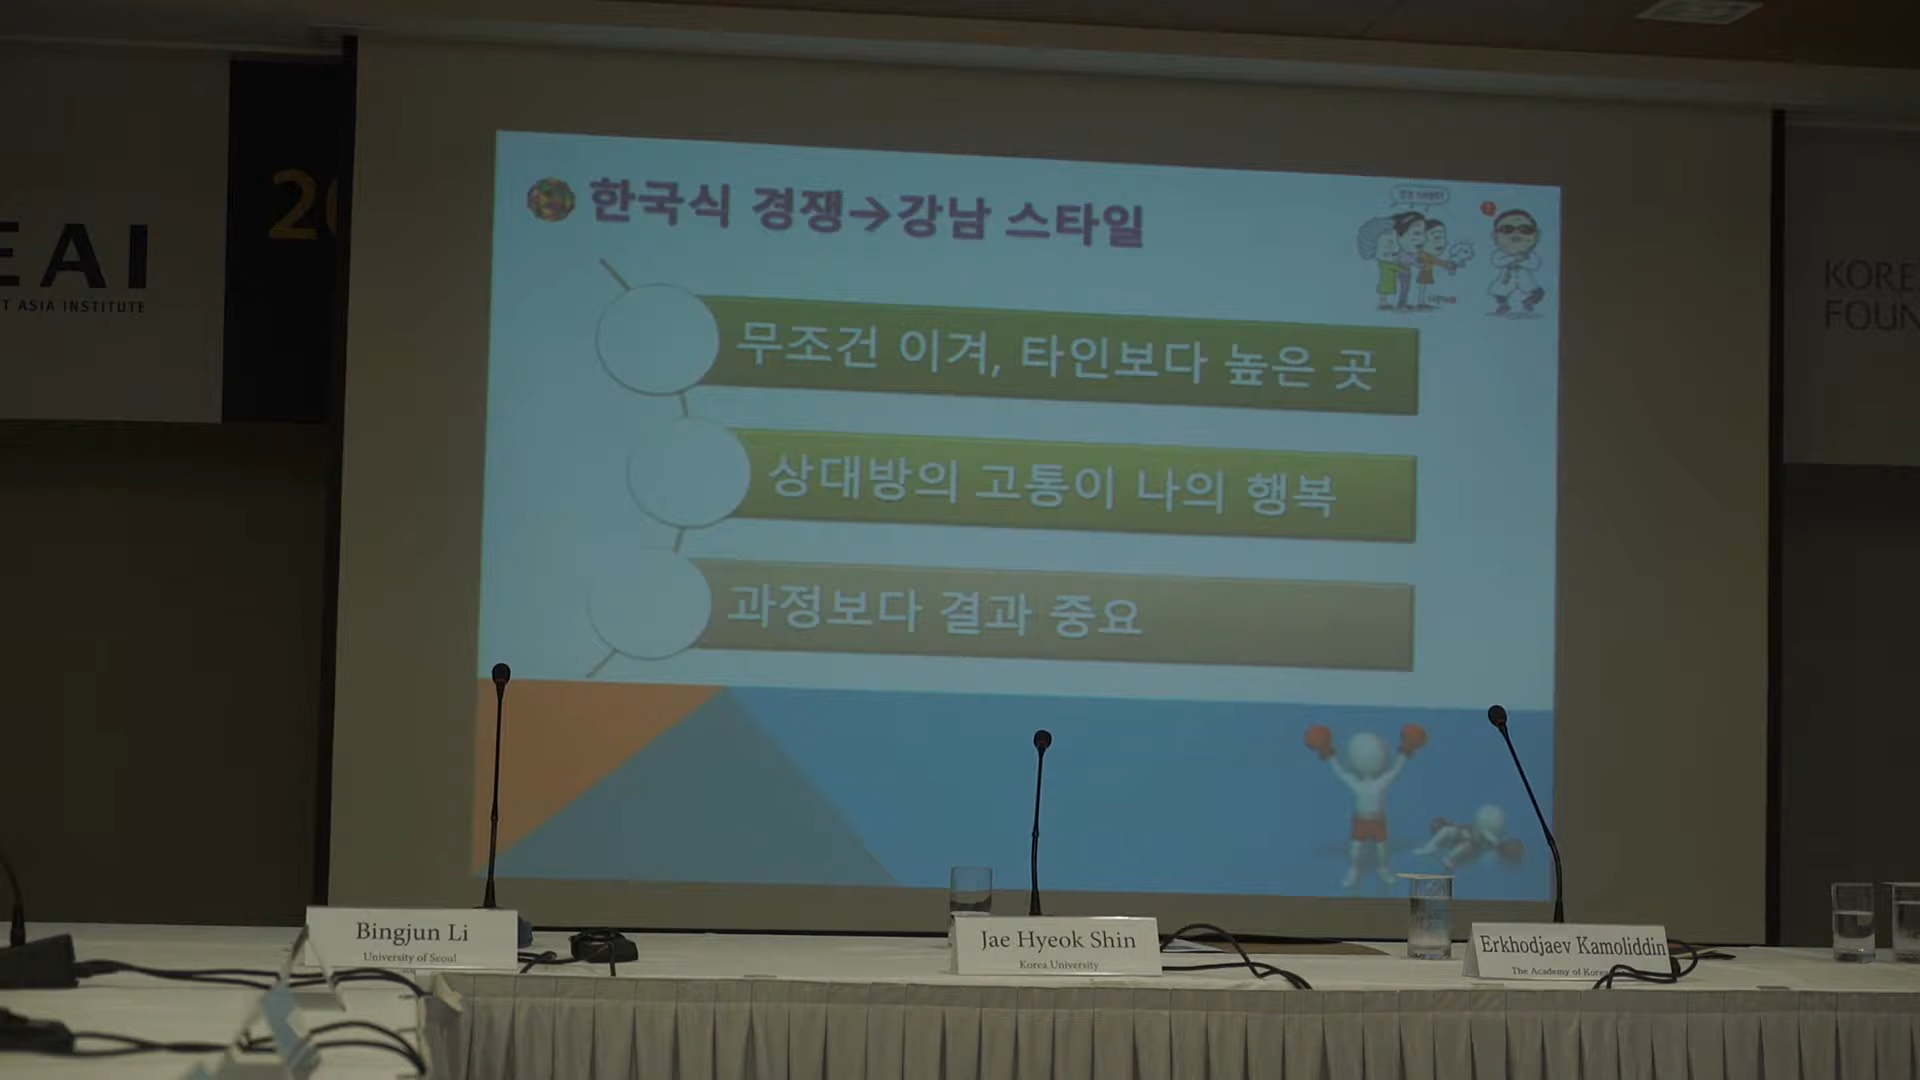 EAI
T ASIA INSTITUTE
20
한국식 경쟁→강남 스타일
무조건 이겨, 타인보다 높은 곳
상대방의 고통이 나의 행복
과정보다 결과 중요
KORE
FOUN
Bingjun Li
University of Seoul
Jae Hyeok Shin
Korea University
Erkhodjaev Kamoliddin
The Academy of Korea